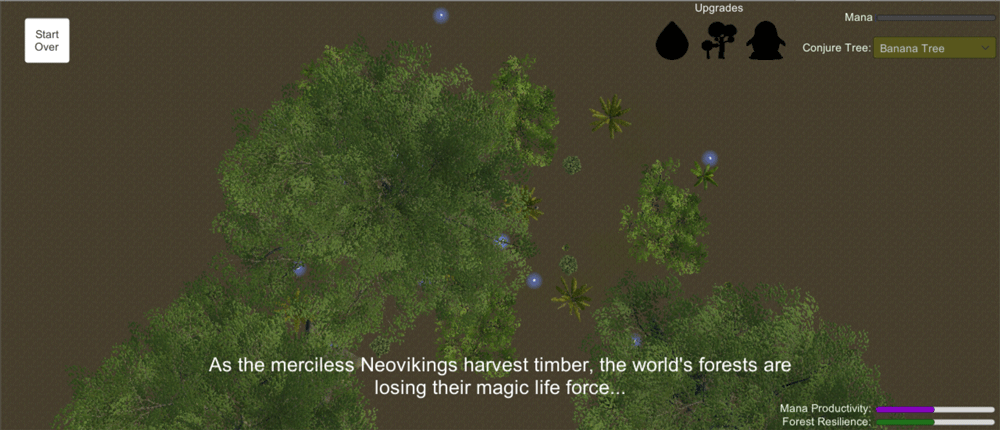 Start
Over
Upgrades
Mana
Conjure Tree:
Banana Tree
As the merciless Neovikings harvest timber, the world's forests are
losing their magic life force...
Mana Productivity:
Forest Resilience: